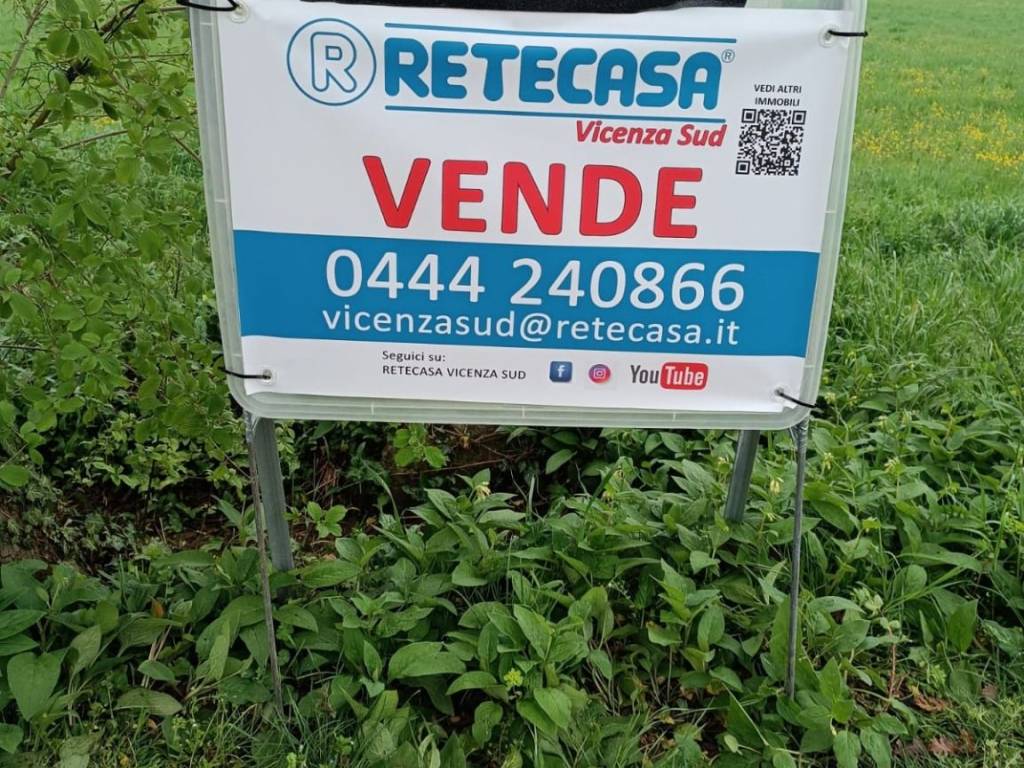 R RETECASA®
Vicenza Sud
VEDI ALTRI
IMMOBILI
VENDE
0444 240866
vicenzasud@retecasa.it
Seguici su:
RETECASA VICENZA SUD f YouTube